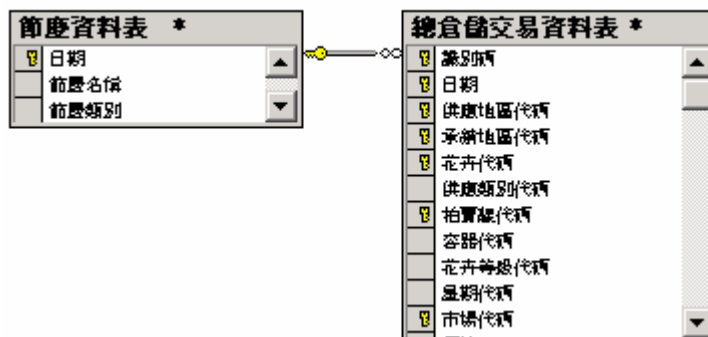 節慶資料表 *
日期
節慶名稱
節慶類別
總倉儲交易資料表 *
識別碼
日期
供應地區代碼
承銷地區代碼
花卉代碼
供應類別代碼
拍賣線代碼
容器代碼
花卉等級代碼
星期代碼
市場代碼